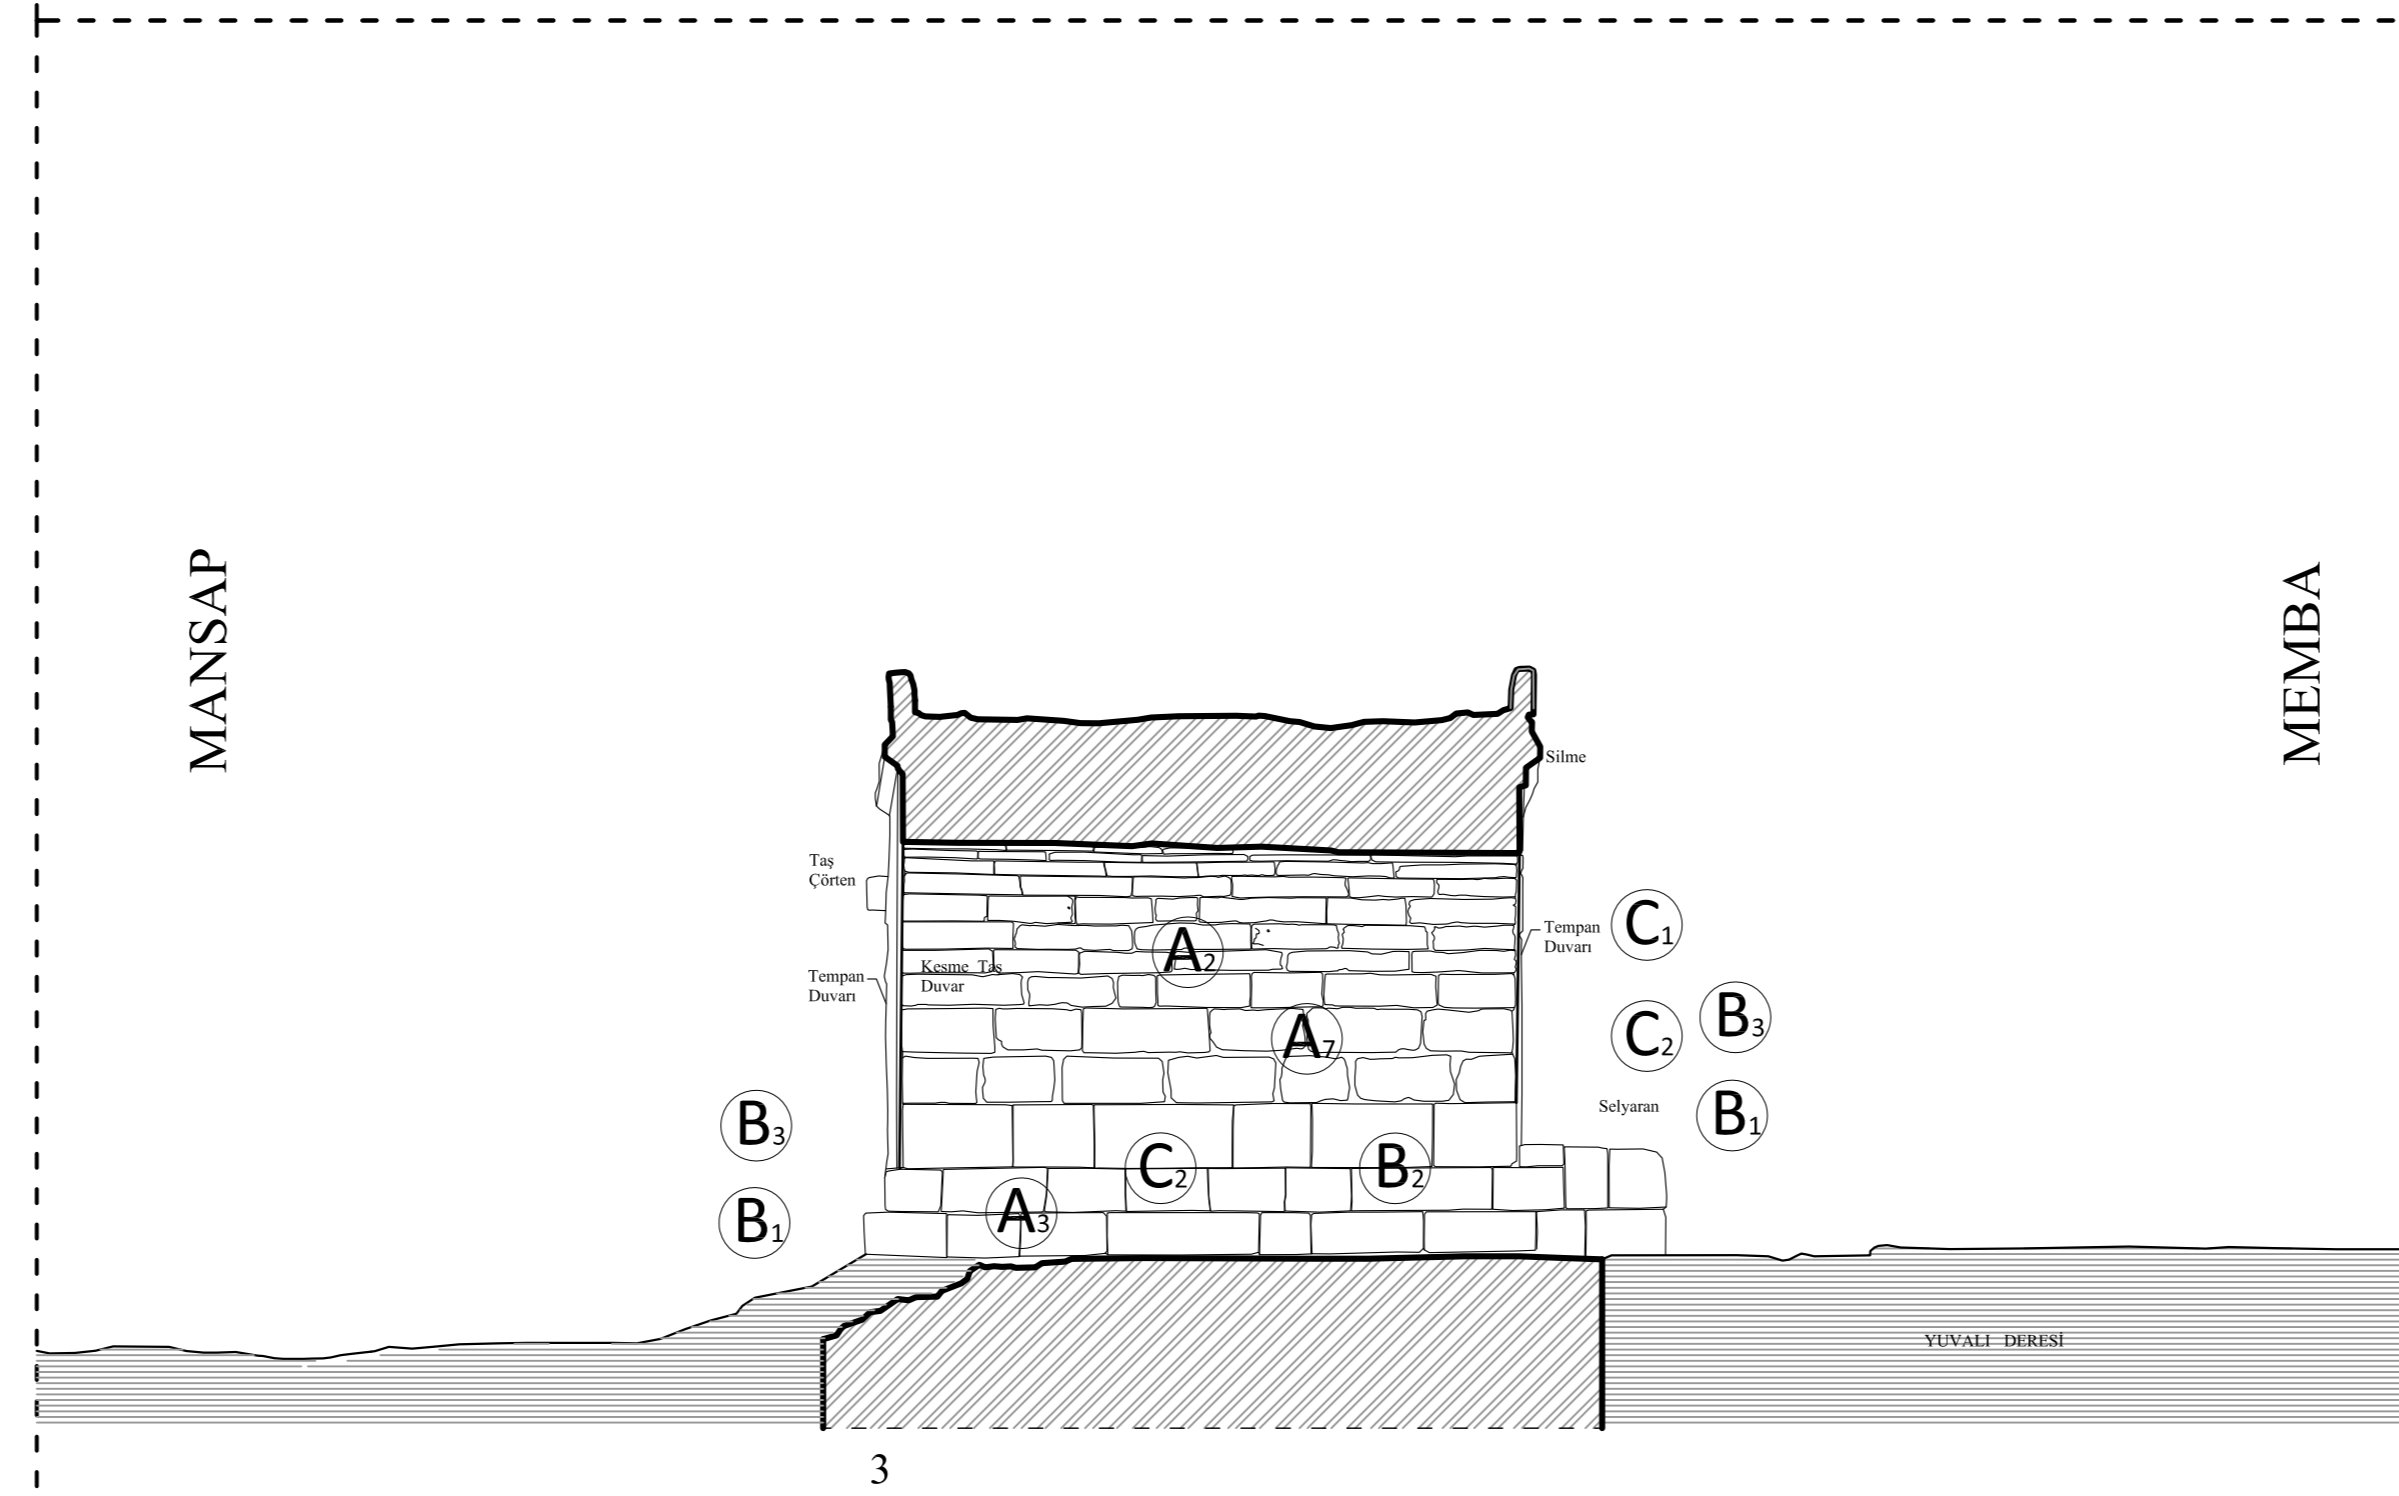 MANSAP
MEMBA
Silme
Taş
Çörten
Tempan
Duvarı
C1
A2
Kesme Taş
Duvar
Tempan
Duvarı
B3
C2
A7
Selyaran
B3
B1
C2
B2
A3
B1
YUVALI DERESİ
3